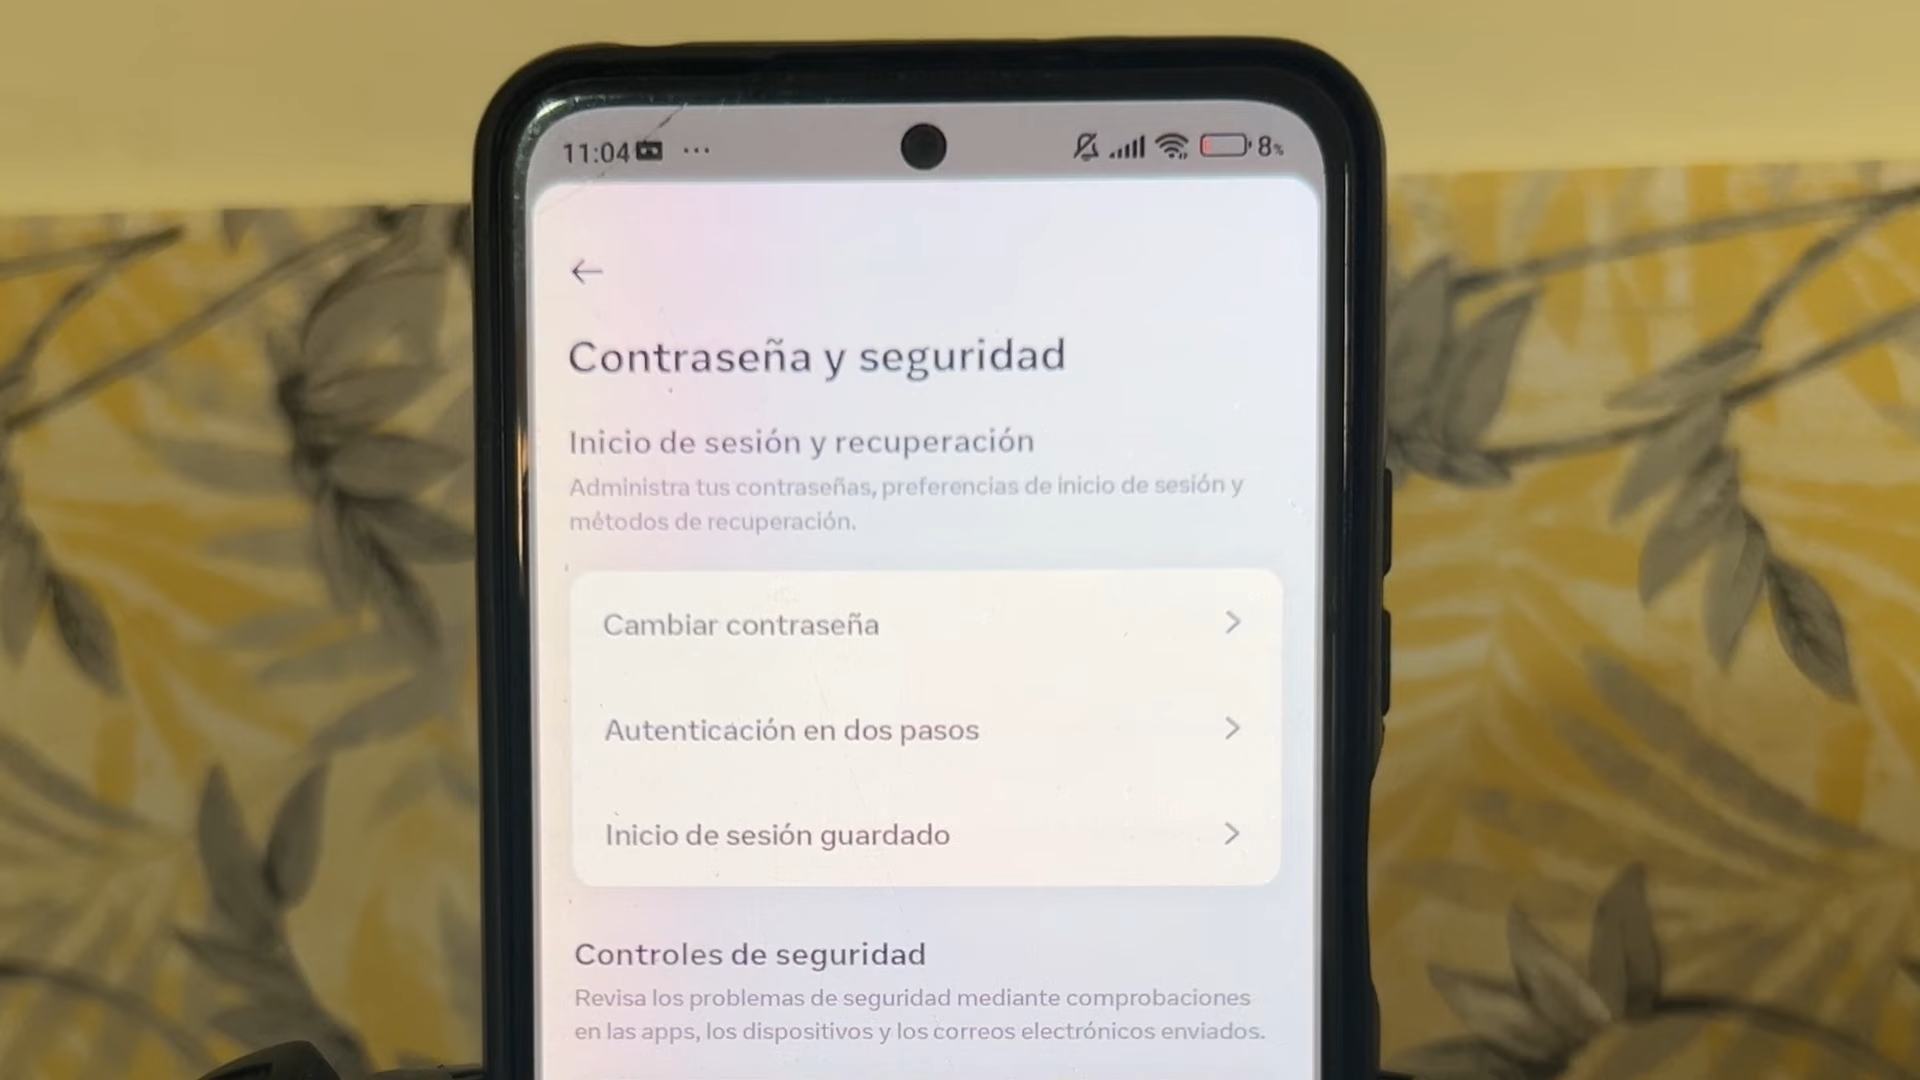 11:04 ... 8%
Contraseña y seguridad
Inicio de sesión y recuperación
Administra tus contraseñas, preferencias de inicio de sesión y
métodos de recuperación.
Cambiar contraseña
Autenticación en dos pasos
Inicio de sesión guardado
Controles de seguridad
Revisa los problemas de seguridad mediante comprobaciones
en las apps, los dispositivos y los correos electrónicos enviados.